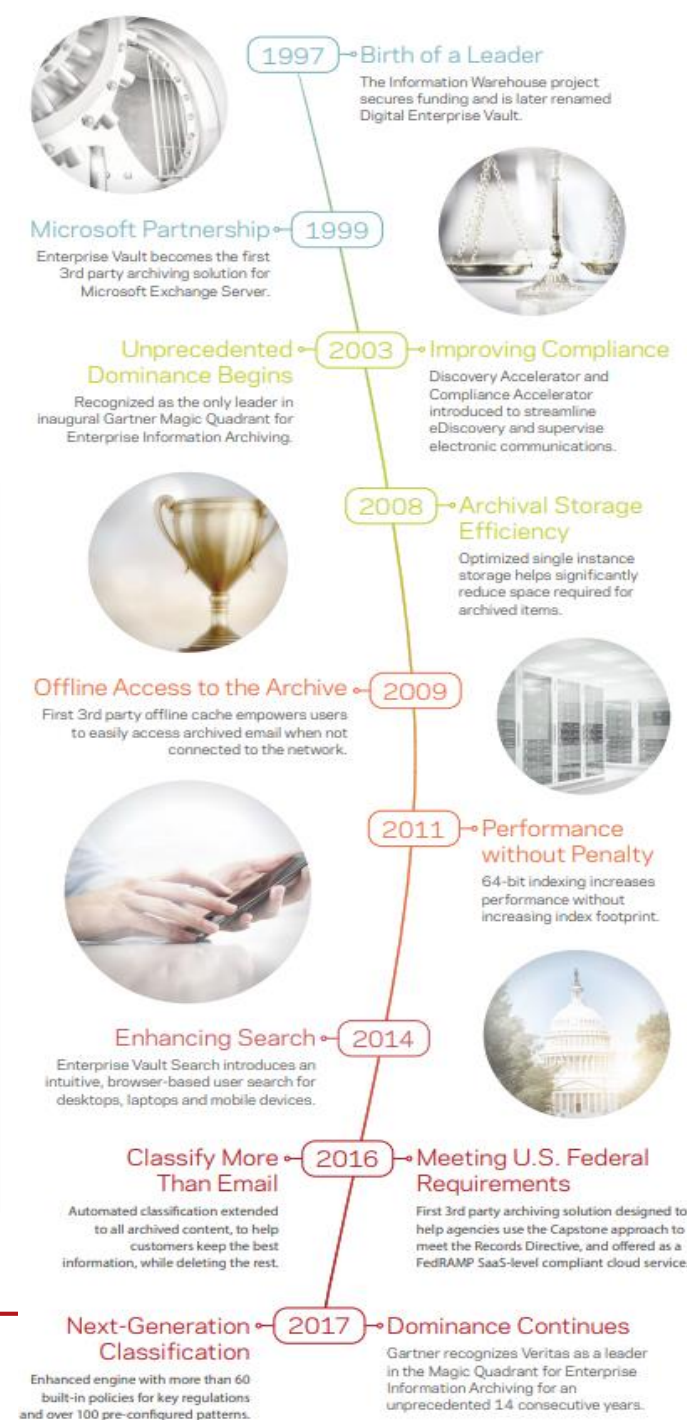 1997
Birth of a Leader
The Information Warehouse project
secures funding and is later renamed
Digital Enterprise Vault.
Microsoft Partnership
1999
Enterprise Vault becomes the first
3rd party archiving solution for
Microsoft Exchange Server.
Unprecedented
Dominance Begins
Recognized as the only leader in
inaugural Gartner Magic Quadrant for
Enterprise Information Archiving.
2003
Improving Compliance
Discovery Accelerator and
Compliance Accelerator
introduced to streamline
eDiscovery and supervise
electronic communications.
2008
Archival Storage
Efficiency
Optimized single instance
storage helps significantly
reduce space required for
archived items.
Offline Access to the Archive
2009
First 3rd party offline cache empowers users
to easily access archived email when not
connected to the network.
2011
Performance
without Penalty
64-bit indexing increases
performance without
increasing index footprint.
Enhancing Search
2014
Enterprise Vault Search introduces an
intuitive, browser-based user search for
desktops, laptops and mobile devices.
Classify More
Than Email
Automated classification extended
to all archived content, to help
customers keep the best
information, while deleting the rest.
2016
Meeting U.S. Federal
Requirements
First 3rd party archiving solution designed to
help agencies use the Capstone approach to
meet the Records Directive, and offered as a
FedRAMP SaaS-level compliant cloud service.
Next-Generation
Classification
Enhanced engine with more than 60
built-in policies for key regulations
and over 100 pre-configured patterns.
2017
Dominance Continues
Gartner recognizes Veritas as a leader
in the Magic Quadrant for Enterprise
Information Archiving for an
unprecedented 14 consecutive years.